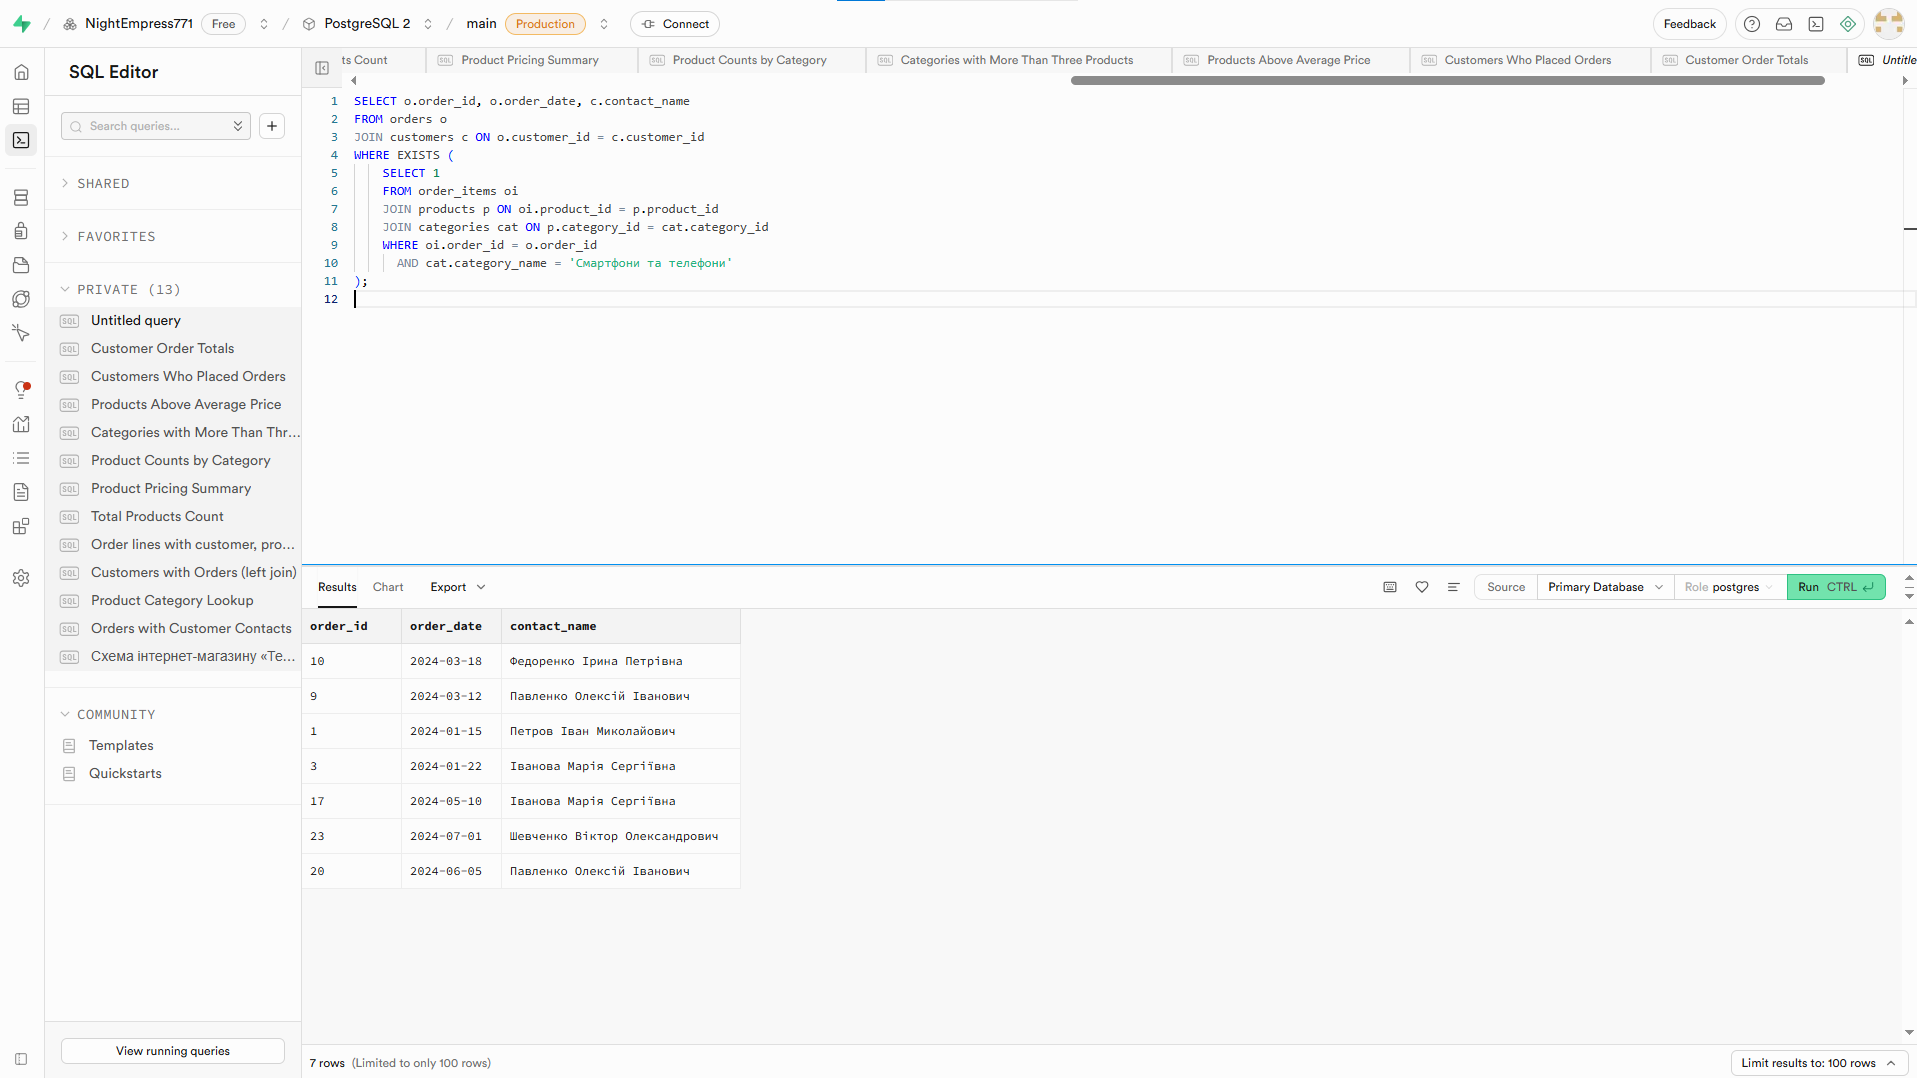 NightEmpress771 Free PostgreSQL 2 main Production Connect Feedback
SQL Editor
ts Count Product Pricing Summary Product Counts by Category Categories with More Than Three Products Products Above Average Price Customers Who Placed Orders Customer Order Totals Untitle
Search queries...
SHARED
FAVORITES
PRIVATE (13)
Untitled query
Customer Order Totals
Customers Who Placed Orders
Products Above Average Price
Categories with More Than Thr...
Product Counts by Category
Product Pricing Summary
Total Products Count
Order lines with customer, pro...
Customers with Orders (left join)
Product Category Lookup
Orders with Customer Contacts
Схема інтернет-магазину «Те...
COMMUNITY
Templates
Quickstarts
View running queries
1 SELECT o.order_id, o.order_date, c.contact_name
2 FROM orders o
3 JOIN customers c ON o.customer_id = c.customer_id
4 WHERE EXISTS (
5 SELECT 1
6 FROM order_items oi
7 JOIN products p ON oi.product_id = p.product_id
8 JOIN categories cat ON p.category_id = cat.category_id
9 WHERE oi.order_id = o.order_id
10 AND cat.category_name = 'Смартфони та телефони'
11 );
12
Results Chart Export Source Primary Database Role postgres Run CTRL
order_id order_date contact_name
10 2024-03-18 Федоренко Ірина Петрівна
9 2024-03-12 Павленко Олексій Іванович
1 2024-01-15 Петров Іван Миколайович
3 2024-01-22 Іванова Марія Сергіївна
17 2024-05-10 Іванова Марія Сергіївна
23 2024-07-01 Шевченко Віктор Олександрович
20 2024-06-05 Павленко Олексій Іванович
7 rows (Limited to only 100 rows) Limit results to: 100 rows